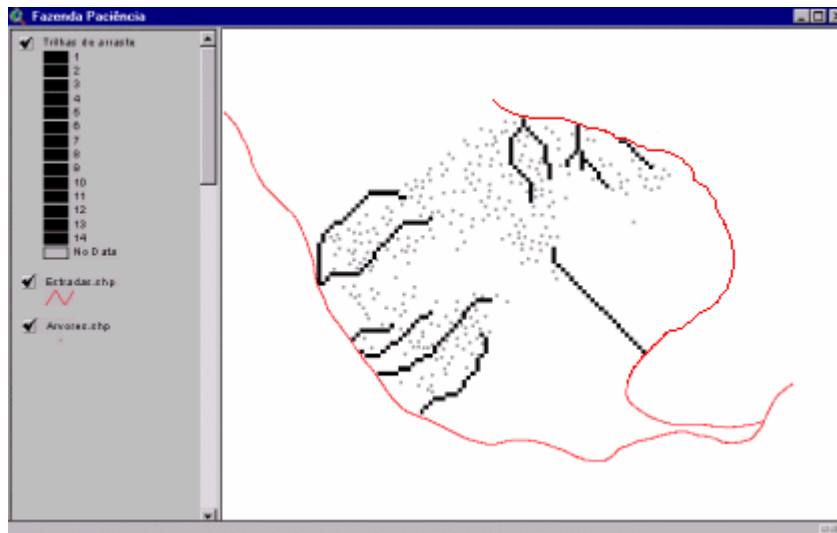 Fazenda Paciência
Trilhas de arraste
1
2
3
4
5
6
7
8
9
10
11
12
13
14
No Data
Estradas.shp
Arvores.shp